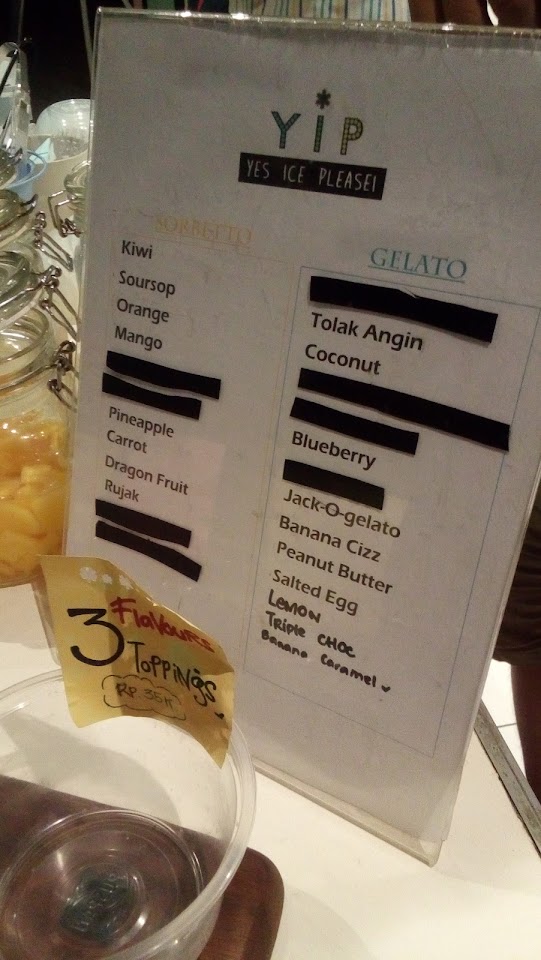 YIP
YES ICE PLEASE!
SORBETTO
Kiwi
Soursop
Orange
Mango
Pineapple
Carrot
Dragon Fruit
Rujak
GELATO
Tolak Angin
Coconut
Blueberry
Jack-O-gelato
Banana Cizz
Peanut Butter
Salted Egg
LEMON
TRIPLE CHOC
Banana Caramel
3 Flavours
TOPPINGS
RP. 35K